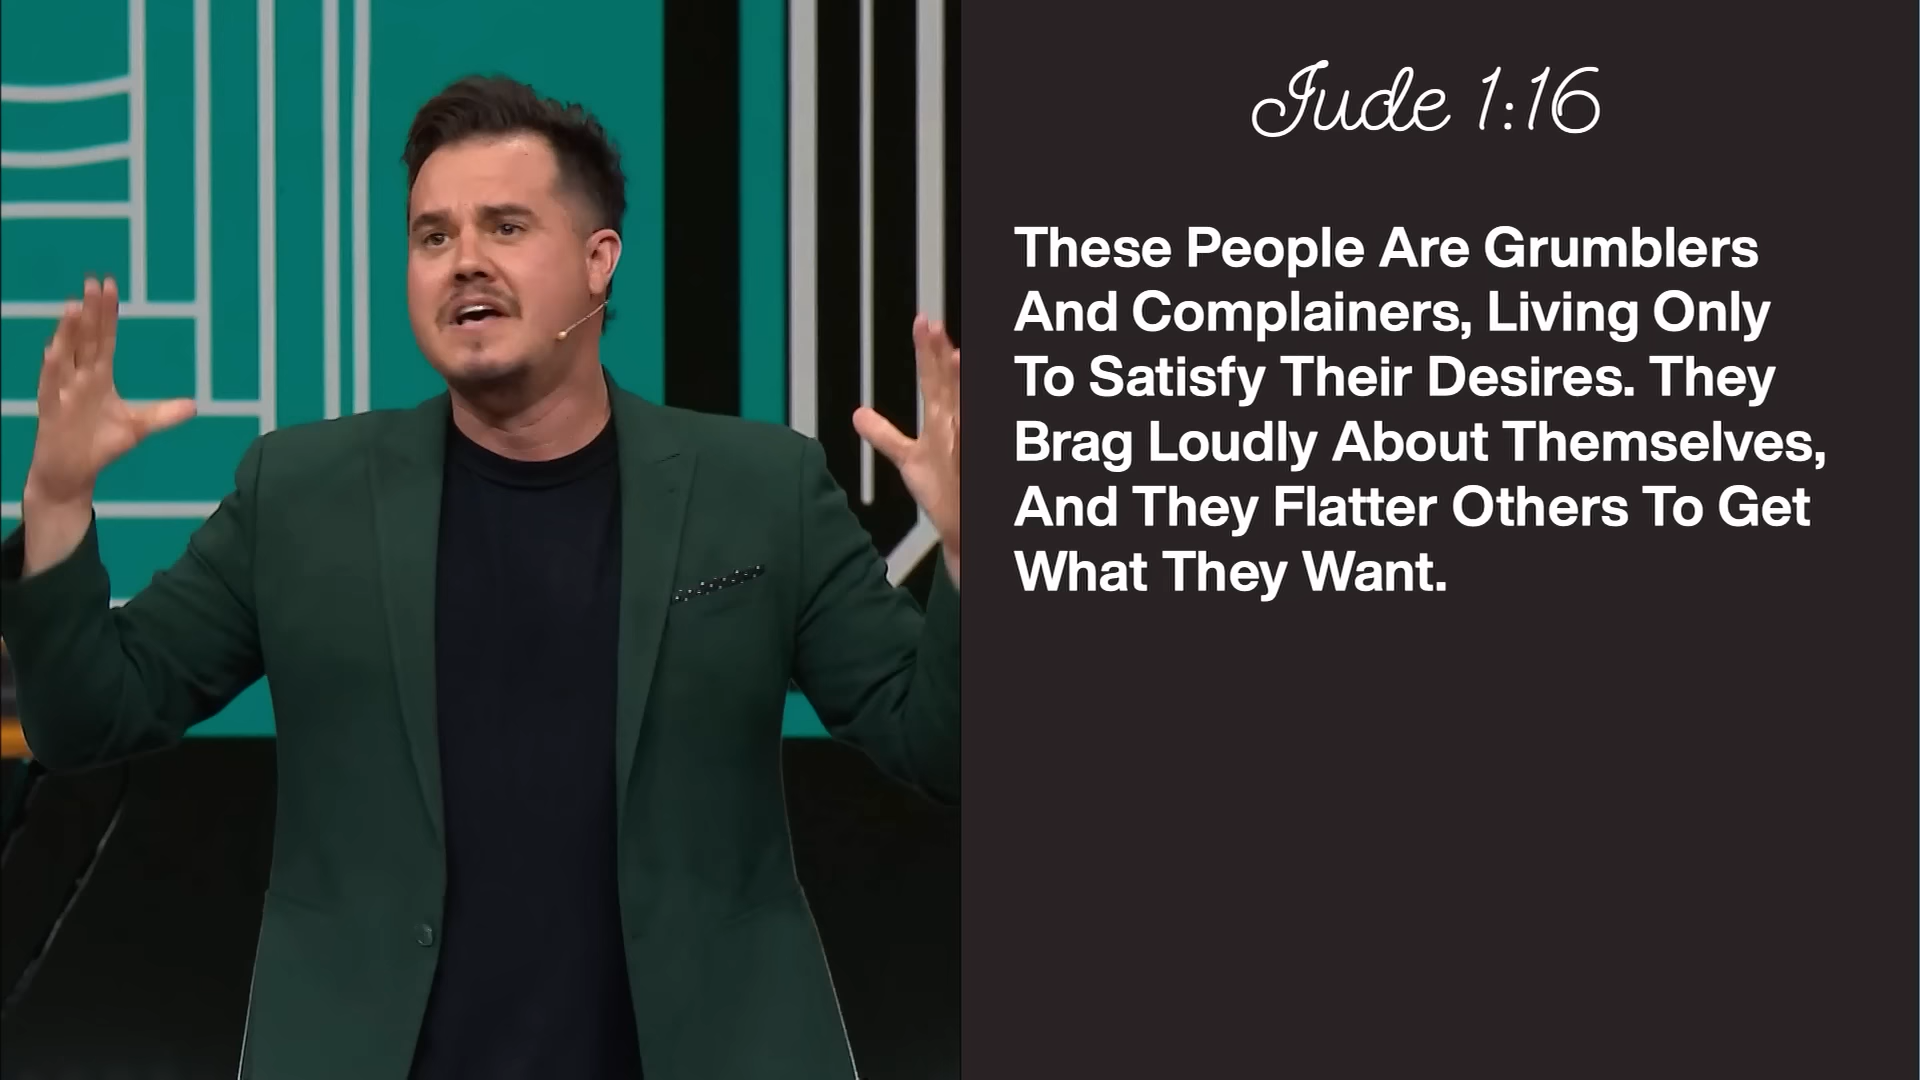 Jude 1:16
These People Are Grumblers
And Complainers, Living Only
To Satisfy Their Desires. They
Brag Loudly About Themselves,
And They Flatter Others To Get
What They Want.